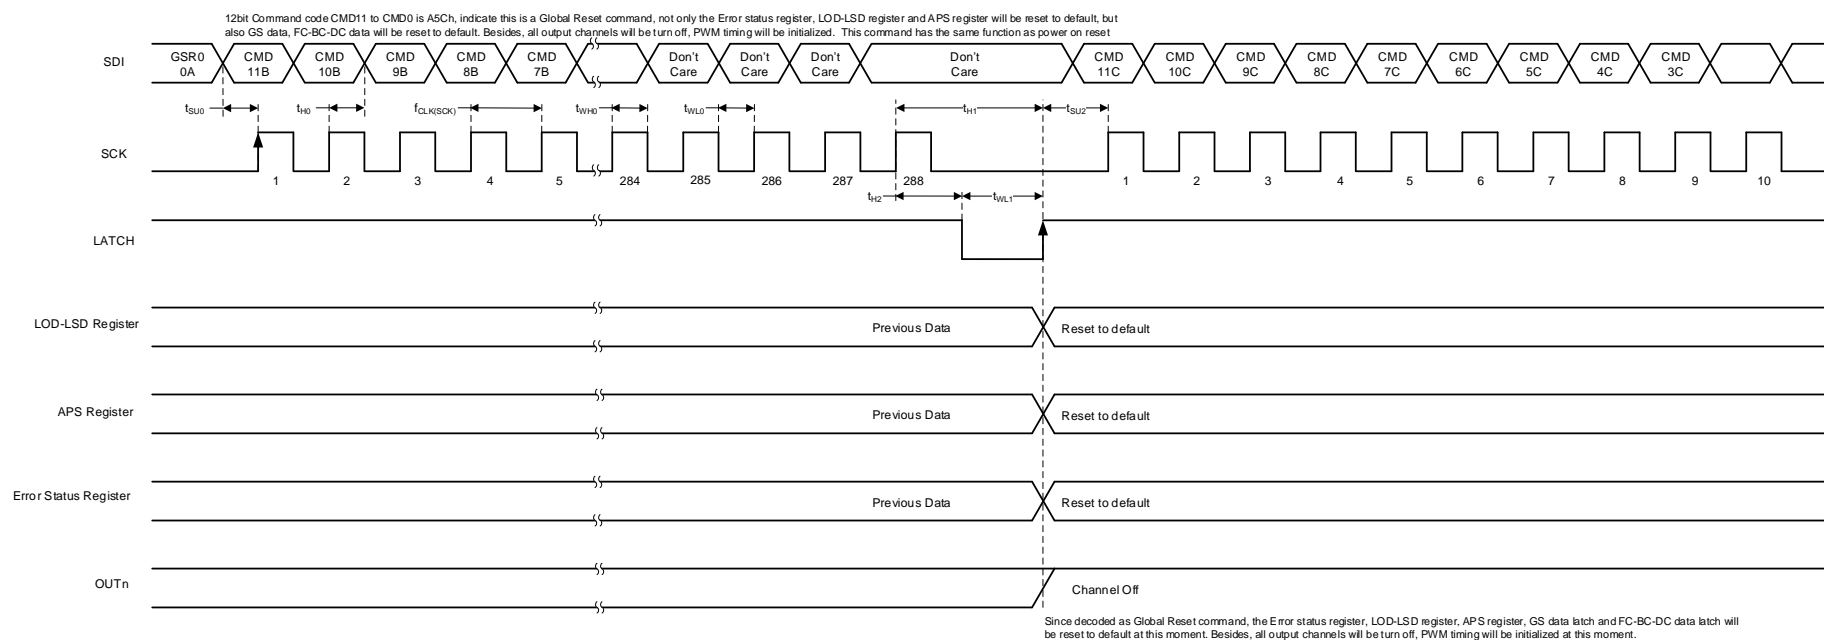 12bit Command code CMD11 to CMD0 is A5Ch, indicate this is a Global Reset command, not only the Error status register, LOD-LSD register and APS register will be reset to default, but
also GS data, FC-BC-DC data will be reset to default. Besides, all output channels will be turn off, PWM timing will be initialized. This command has the same function as power on reset
SDI
GSR0 0A
CMD 11B
CMD 10B
CMD 9B
CMD 8B
CMD 7B
Don't Care
Don't Care
Don't Care
Don't Care
CMD 11C
CMD 10C
CMD 9C
CMD 8C
CMD 7C
CMD 6C
CMD 5C
CMD 4C
CMD 3C
tSU0
tH0
fCLK(SCK)
tWH0
tWL0
tH1
tSU2
SCK
1
2
3
4
5
284
285
286
287
288
1
2
3
4
5
6
7
8
9
10
tH2
tWL1
LATCH
LOD-LSD Register
Previous Data
Reset to default
APS Register
Previous Data
Reset to default
Error Status Register
Previous Data
Reset to default
OUTn
Channel Off
Since decoded as Global Reset command, the Error status register, LOD-LSD register, APS register, GS data latch and FC-BC-DC data latch will
be reset to default at this moment. Besides, all output channels will be turn off, PWM timing will be initialized at this moment.